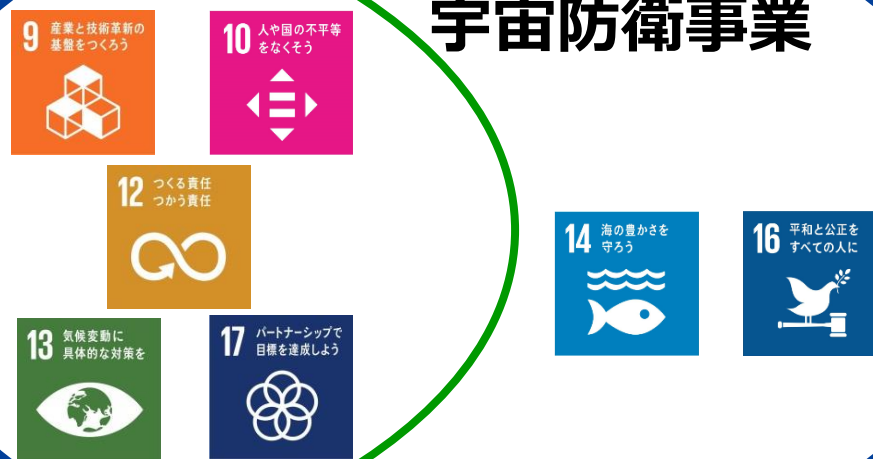 宇宙防衛事業
9 産業と技術革新の
基盤をつくろう
10 人や国の不平等
をなくそう
12 つくる責任
つかう責任
14 海の豊かさを
守ろう
16 平和と公正を
すべての人に
13 気候変動に
具体的な対策を
17 パートナーシップで
目標を達成しよう